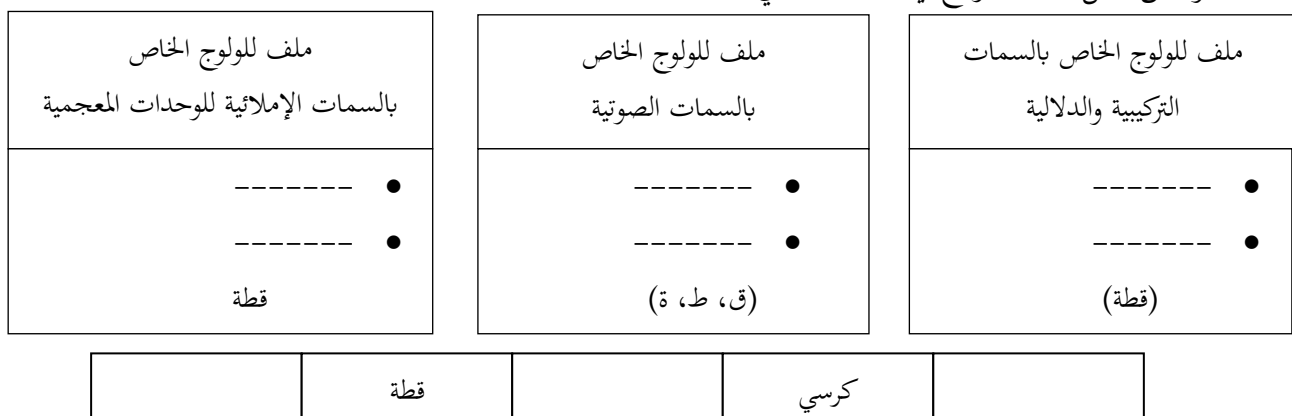 ملف للولوج الخاص بالسمات
التركيبية والدلالية
ملف للولوج الخاص
بالسمات الصوتية
ملف للولوج الخاص
بالسمات الإملائية للوحدات المعجمية
● -------
● -------
(قطة)
● -------
● -------
(ق، ط، ة)
● -------
● -------
قطة
كرسي
قطة